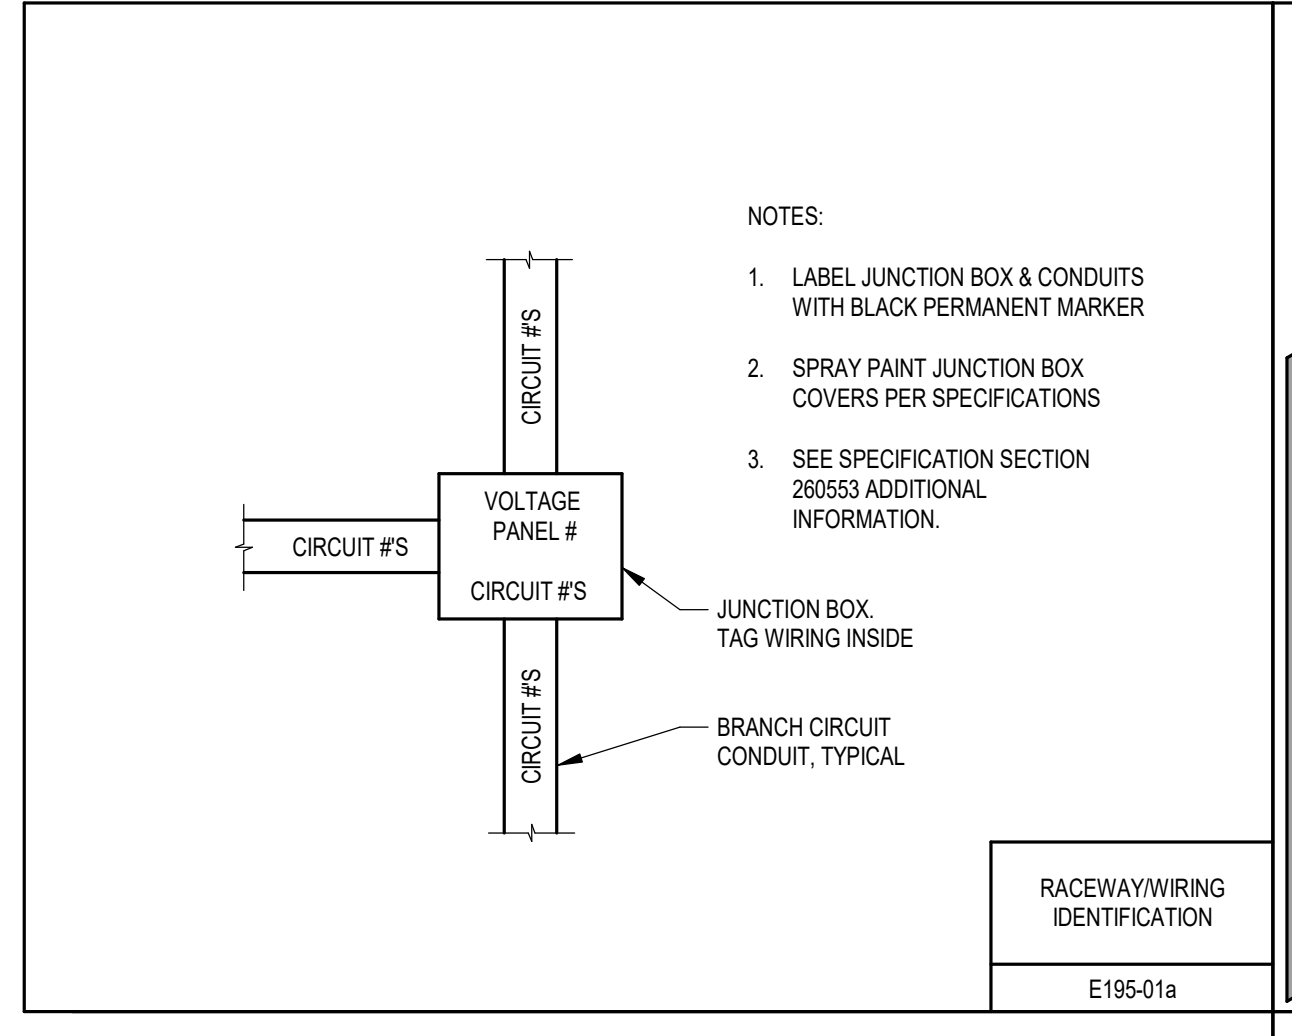 NOTES:
1. LABEL JUNCTION BOX & CONDUITS
WITH BLACK PERMANENT MARKER
2. SPRAY PAINT JUNCTION BOX
COVERS PER SPECIFICATIONS
3. SEE SPECIFICATION SECTION
260553 ADDITIONAL
INFORMATION.
CIRCUIT #'S
VOLTAGE
PANEL #
CIRCUIT #'S
CIRCUIT #'S
CIRCUIT #'S
JUNCTION BOX.
TAG WIRING INSIDE
BRANCH CIRCUIT
CONDUIT, TYPICAL
RACEWAY/WIRING
IDENTIFICATION
E195-01a